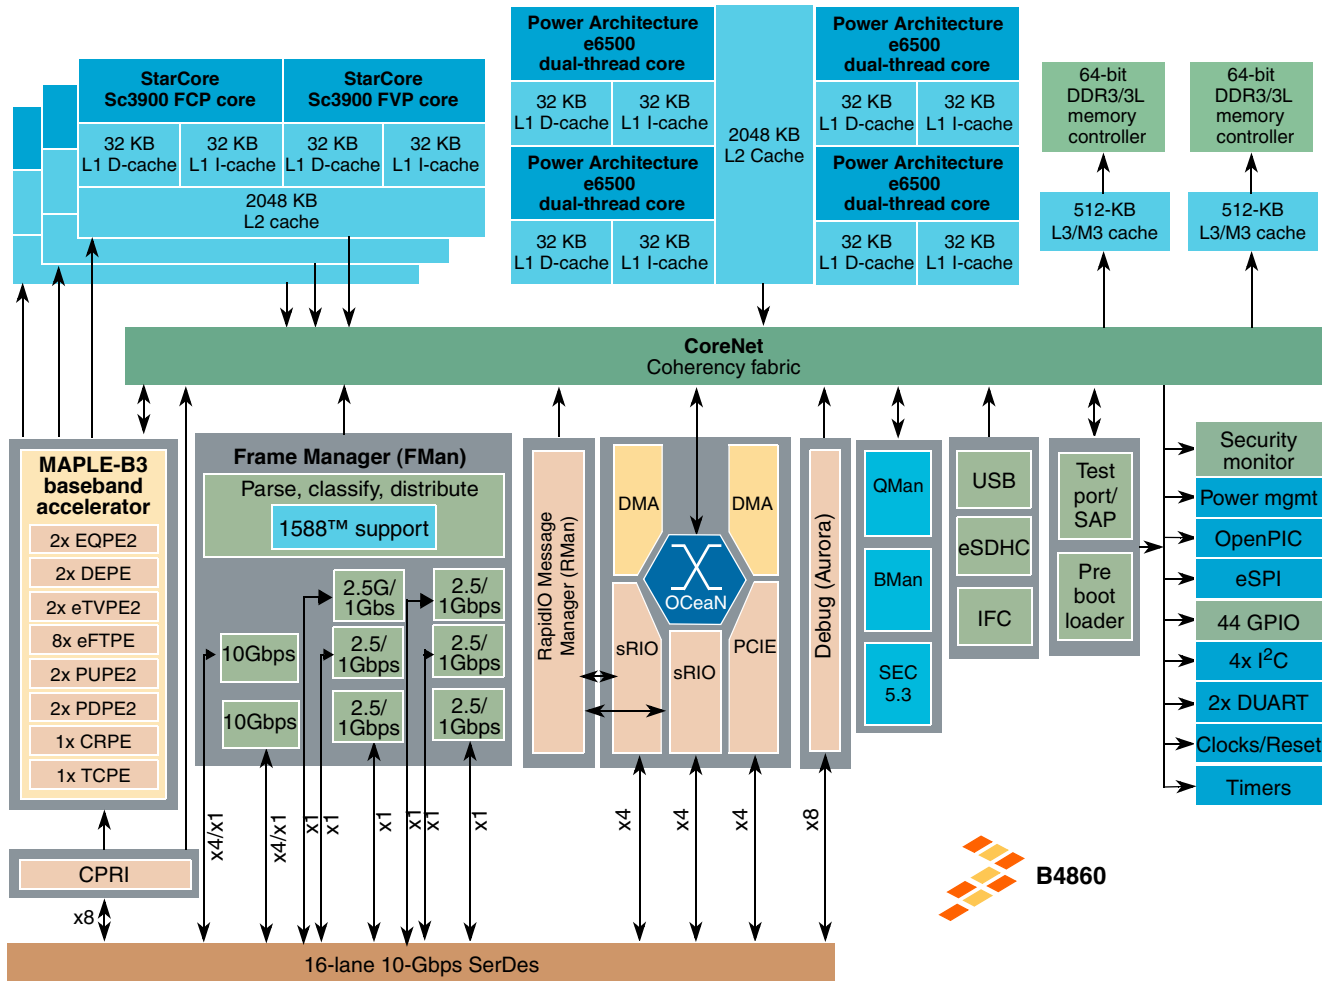 StarCore
Sc3900 FCP core
StarCore
Sc3900 FVP core
32 KB
L1 D-cache
32 KB
L1 I-cache
32 KB
L1 D-cache
32 KB
L1 I-cache
2048 KB
L2 cache
Power Architecture
e6500
dual-thread core
32 KB
L1 D-cache
32 KB
L1 I-cache
Power Architecture
e6500
dual-thread core
32 KB
L1 D-cache
32 KB
L1 I-cache
2048 KB
L2 Cache
Power Architecture
e6500
dual-thread core
32 KB
L1 D-cache
32 KB
L1 I-cache
Power Architecture
e6500
dual-thread core
32 KB
L1 D-cache
32 KB
L1 I-cache
64-bit
DDR3/3L
memory
controller
64-bit
DDR3/3L
memory
controller
512-KB
L3/M3 cache
512-KB
L3/M3 cache
CoreNet
Coherency fabric
MAPLE-B3
baseband
accelerator
2x EQPE2
2x DEPE
2x eTVPE2
8x eFTPE
2x PUPE2
2x PDPE2
1x CRPE
1x TCPE
CPRI
x8
Frame Manager (FMan)
Parse, classify, distribute
1588™ support
10Gbps
10Gbps
2.5G/
1Gbs
2.5/
1Gbps
2.5/
1Gbps
2.5/
1Gbps
2.5/
1Gbps
2.5/
1Gbps
x4/x1
x4/x1
x1
x1
x1
x1
x1
x1
RapidIO Message
Manager (RMan)
DMA
DMA
OCeaN
sRIO
sRIO
PCIE
x4
x4
x4
Debug (Aurora)
x8
QMan
BMan
SEC
5.3
USB
eSDHC
IFC
Test
port/
SAP
Pre
boot
loader
Security
monitor
Power mgmt
OpenPIC
eSPI
44 GPIO
4x I²C
2x DUART
Clocks/Reset
Timers
B4860
16-lane 10-Gbps SerDes